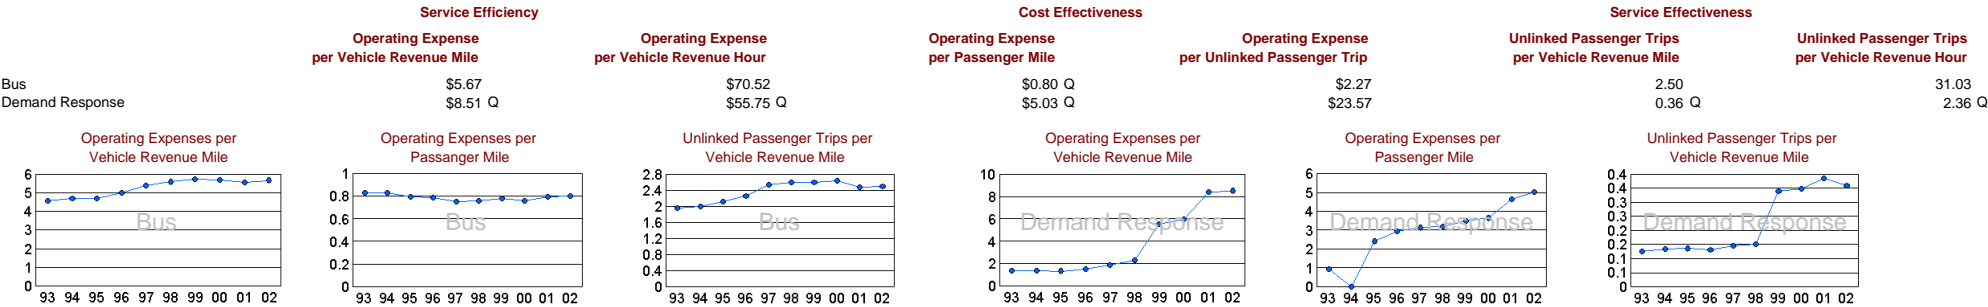 Service Efficiency Cost Effectiveness Service Effectiveness
Operating Expense Operating Expense Operating Expense Operating Expense Unlinked Passenger Trips Unlinked Passenger Trips
per Vehicle Revenue Mile per Vehicle Revenue Hour per Passenger Mile per Unlinked Passenger Trip per Vehicle Revenue Mile per Vehicle Revenue Hour
Bus $5.67 $70.52 $0.80 Q $2.27 2.50 31.03
Demand Response $8.51 Q $55.75 Q $5.03 Q $23.57 0.36 Q 2.36 Q
Operating Expenses per
Vehicle Revenue Mile
6
5
4
3
2
1
0
Bus
93 94 95 96 97 98 99 00 01 02
Operating Expenses per
Passanger Mile
1
0.8
0.6
0.4
0.2
0
Bus
93 94 95 96 97 98 99 00 01 02
Unlinked Passenger Trips per
Vehicle Revenue Mile
2.8
2.4
2
1.6
1.2
0.8
0.4
Bus
93 94 95 96 97 98 99 00 01 02
Operating Expenses per
Vehicle Revenue Mile
10
8
6
4
2
0
Demand Response
93 94 95 96 97 98 99 00 01 02
Operating Expenses per
Passenger Mile
6
5
4
3
2
1
0
Demand Response
93 94 95 96 97 98 99 00 01 02
Unlinked Passenger Trips per
Vehicle Revenue Mile
0.4
0.4
0.3
0.3
0.2
0.2
0.1
0.1
0
Demand Response
93 94 95 96 97 98 99 00 01 02